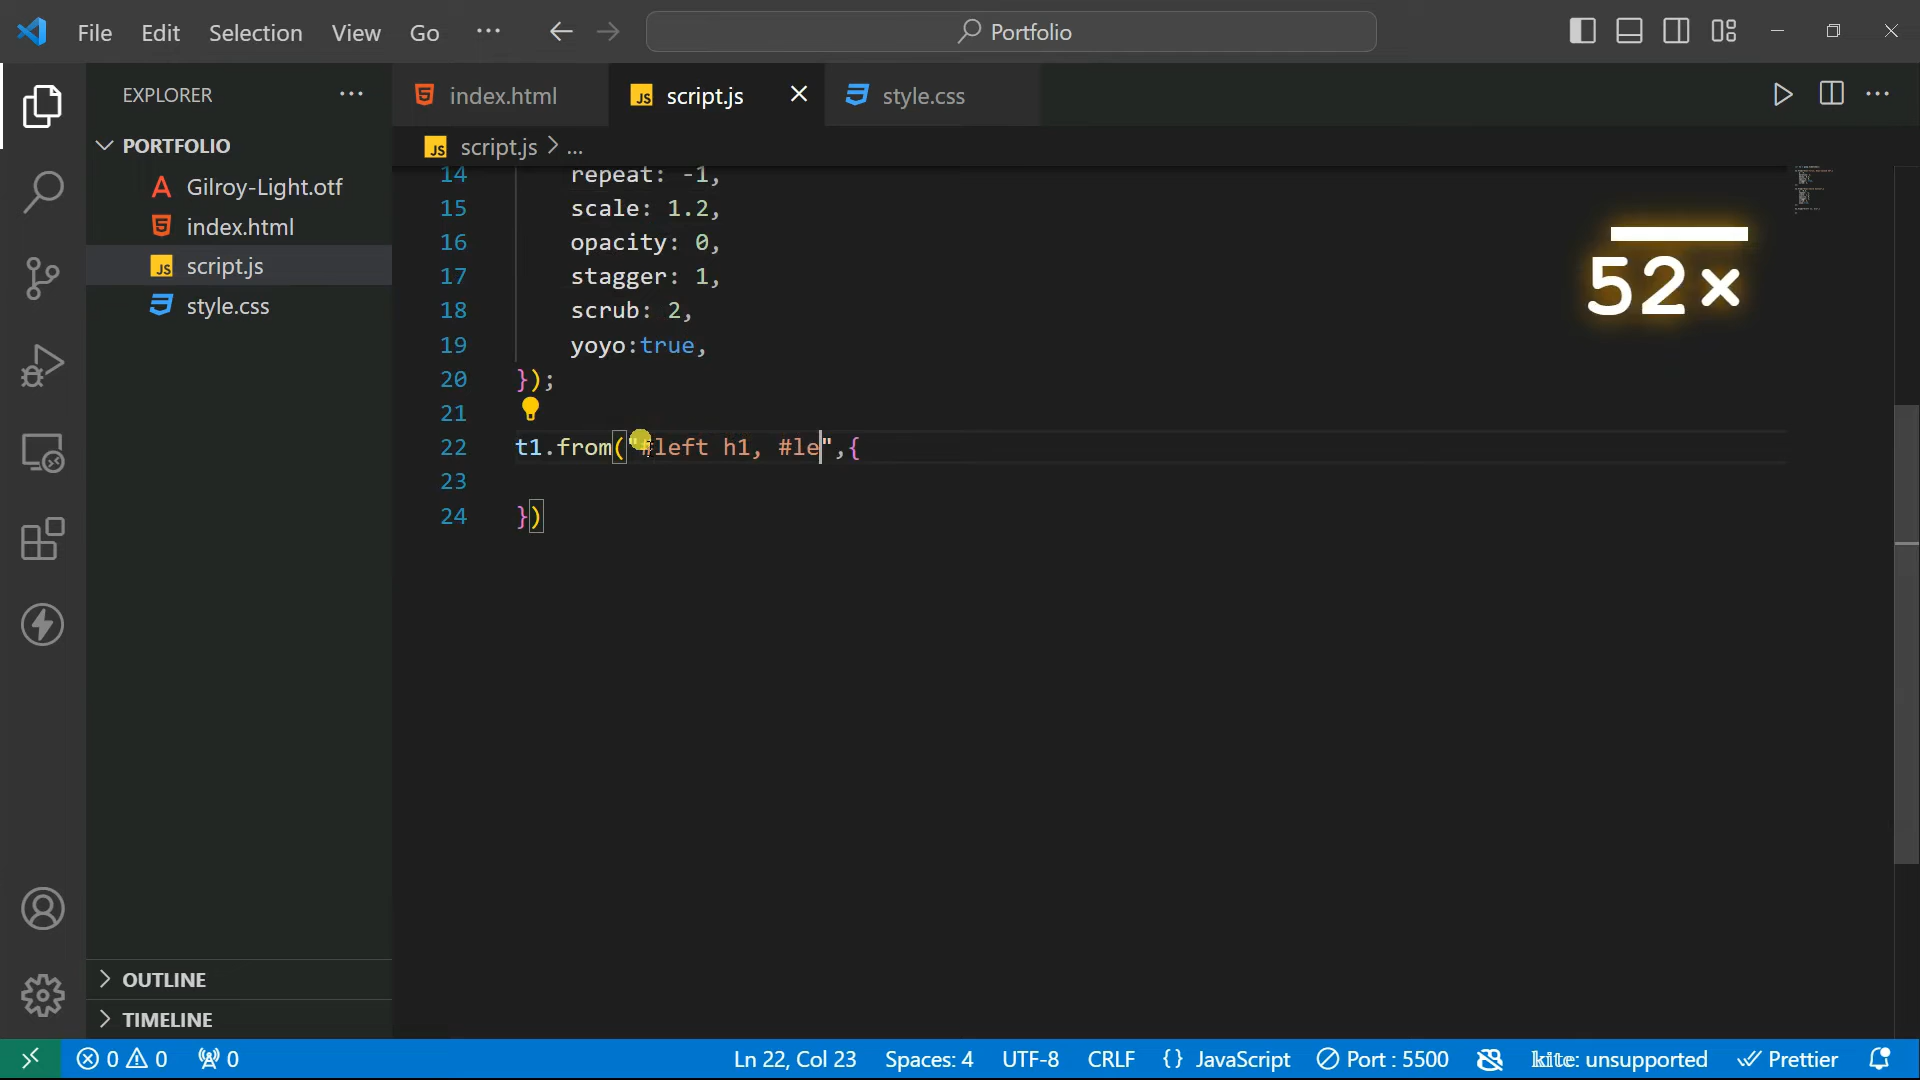 File Edit Selection View Go ... Portfolio
EXPLORER ...
index.html
script.js
style.css
script.js > ...
PORTFOLIO
Gilroy-Light.otf
index.html
script.js
style.css
14 repeat: -1,
15 scale: 1.2,
16 opacity: 0,
17 stagger: 1,
18 scrub: 2,
19 yoyo:true,
20 });
21
22 t1.from("#left h1, #le",{
23
24 })
52×
OUTLINE
TIMELINE
0 0 0 Ln 22, Col 23 Spaces: 4 UTF-8 CRLF {} JavaScript Port : 5500 kite: unsupported Prettier